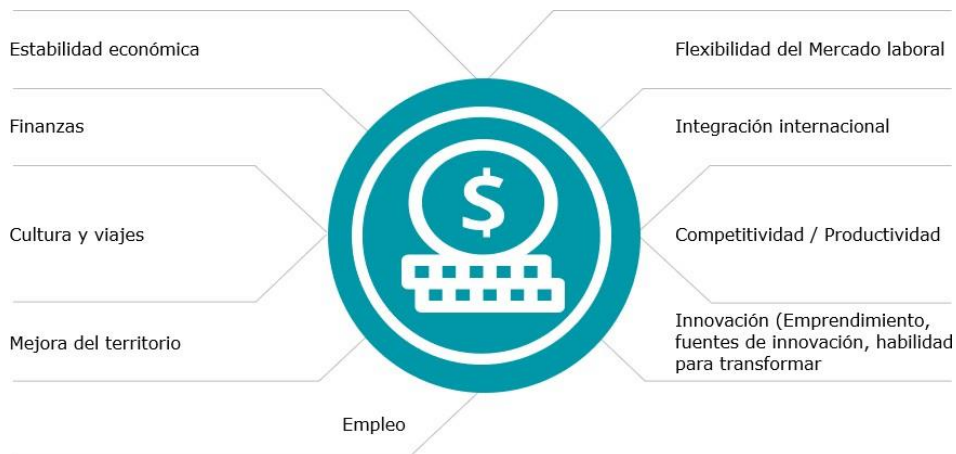 Estabilidad económica
Flexibilidad del Mercado laboral
Finanzas
Integración internacional
$
Cultura y viajes
Competitividad / Productividad
Mejora del territorio
Innovación (Emprendimiento,
fuentes de innovación, habilidad
para transformar
Empleo